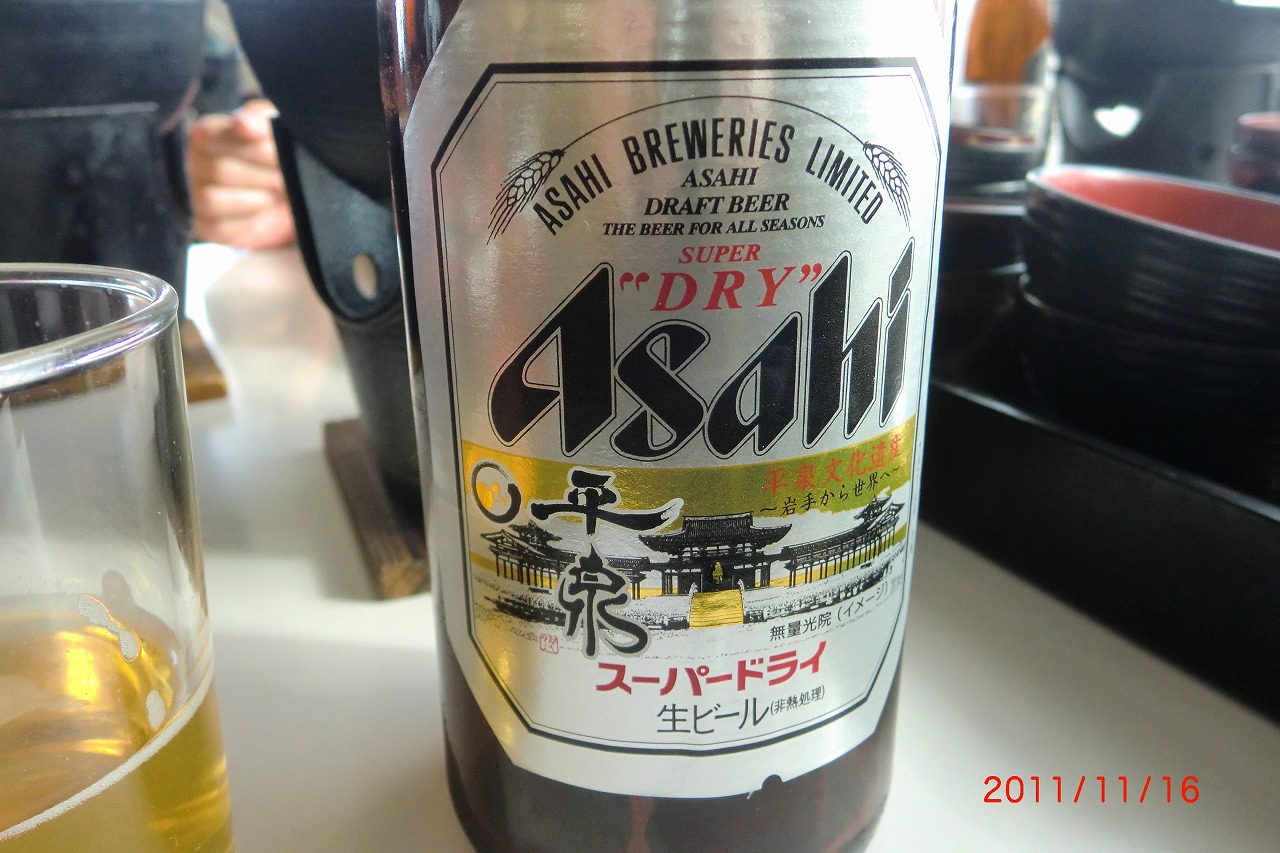 ASAHI BREWERIES LIMITED
ASAHI
DRAFT BEER
THE BEER FOR ALL SEASONS
SUPER
"DRY"
Asahi
平泉文化遺産
～岩手から世界へ～
平泉
無量光院（イメージ）
スーパードライ
生ビール(非熱処理)
2011/11/16